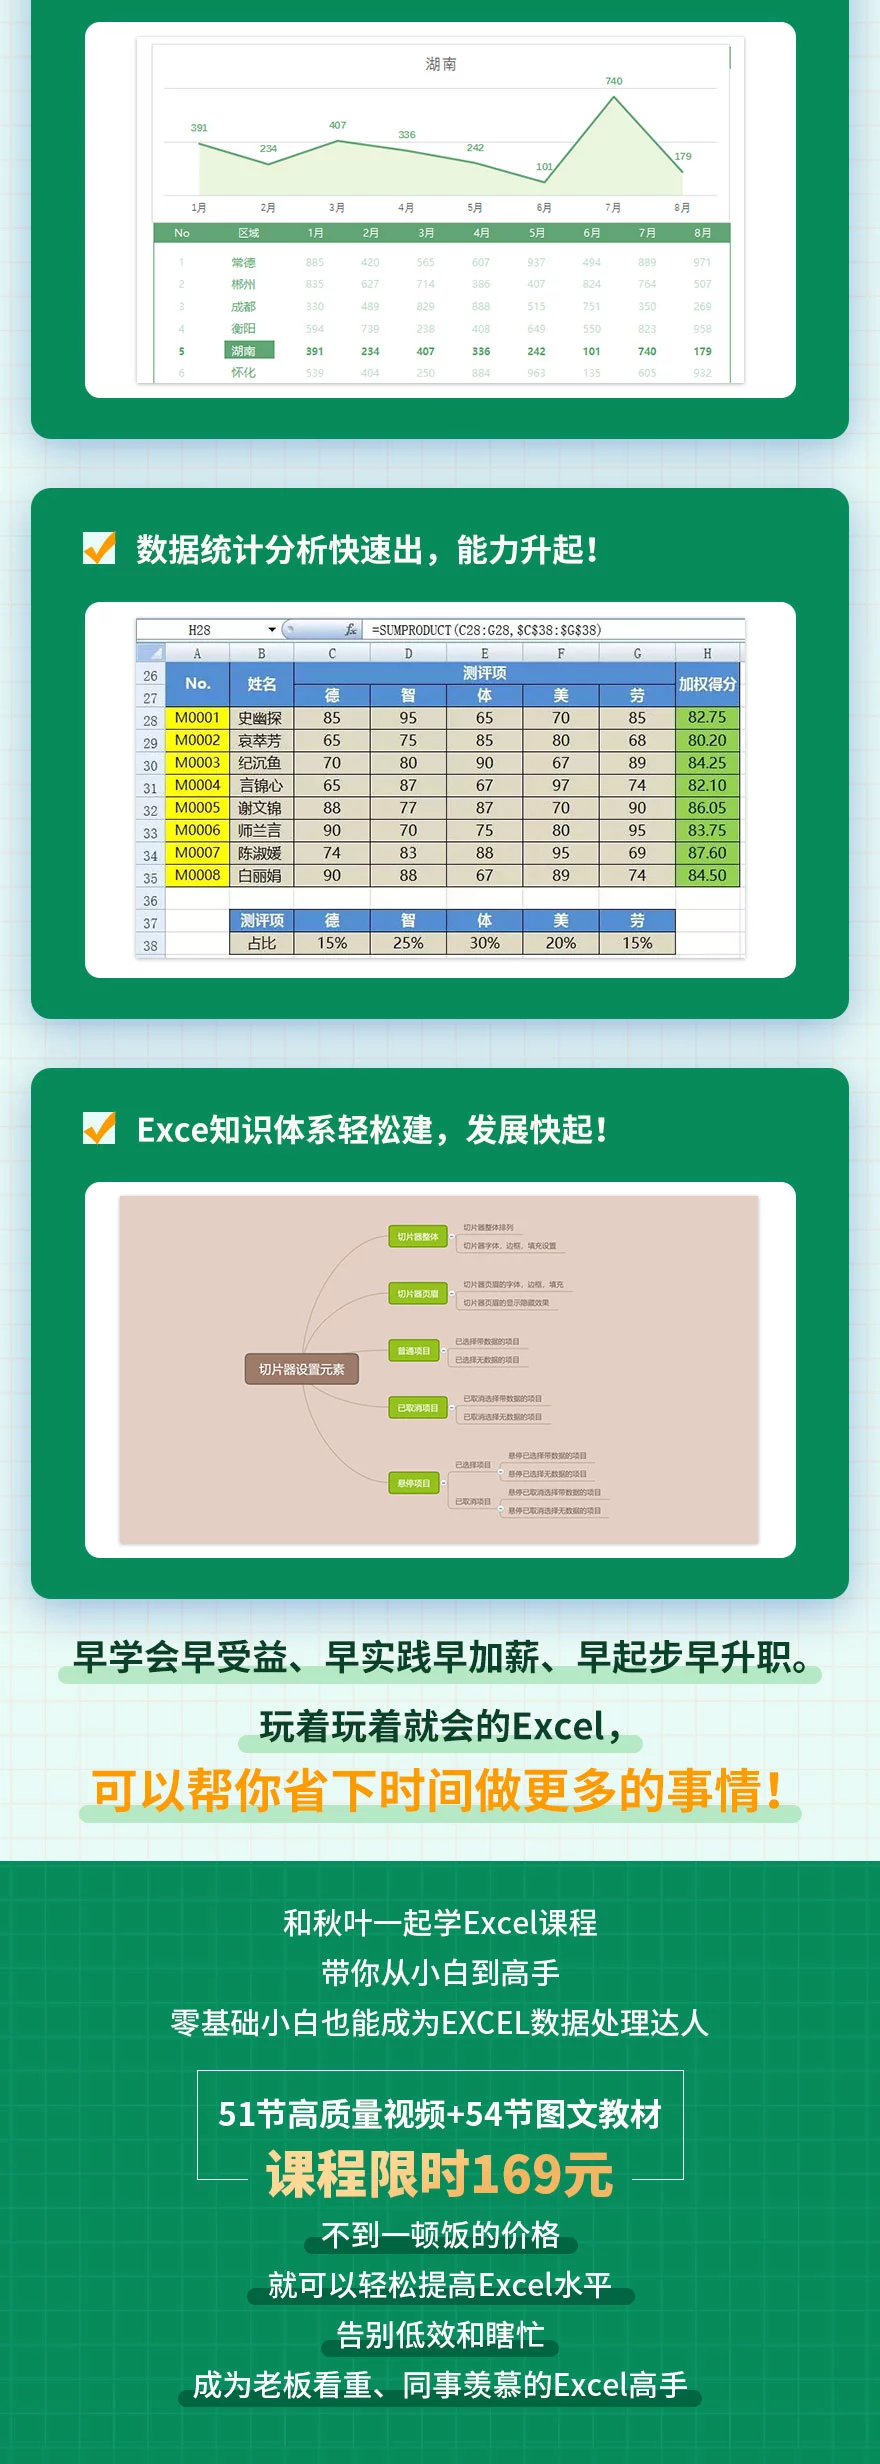 湖南
740
391
407
336
234
242
179
101
1月 2月 3月 4月 5月 6月 7月 8月
No 区域 1月 2月 3月 4月 5月 6月 7月 8月
1 常德 885 420 565 607 937 494 889 971
2 郴州 835 627 714 386 407 824 764 507
3 成都 330 489 829 888 515 751 350 269
4 衡阳 594 739 238 408 649 550 823 958
5 湖南 391 234 407 336 242 101 740 179
6 怀化 539 404 250 884 963 135 605 932
数据统计分析快速出，能力升起！
H28 fx =SUMPRODUCT(C28:G28,$C$38:$G$38)
A B C D E F G H
26 No. 姓名 测评项 加权得分
27 德 智 体 美 劳
28 M0001 史幽探 85 95 65 70 85 82.75
29 M0002 哀萃芳 65 75 85 80 68 80.20
30 M0003 纪沉鱼 70 80 90 67 89 84.25
31 M0004 言锦心 65 87 67 97 74 82.10
32 M0005 谢文锦 88 77 87 70 90 86.05
33 M0006 师兰言 90 70 75 80 95 83.75
34 M0007 陈淑媛 74 83 88 95 69 87.60
35 M0008 白丽娟 90 88 67 89 74 84.50
36
37 测评项 德 智 体 美 劳
38 占比 15% 25% 30% 20% 15%
Exce知识体系轻松建，发展快起！
切片器设置元素
切片器整体
切片器整体排列
切片器字体，边框，填充设置
切片器页眉
切片器页眉的字体，边框，填充
切片器页眉的显示隐藏效果
普通项目
已选择带数据的项目
已选择无数据的项目
已取消项目
已取消选择带数据的项目
已取消选择无数据的项目
悬停项目
已选择项目
悬停已选择带数据的项目
悬停已选择无数据的项目
已取消项目
悬停已取消选择带数据的项目
悬停已取消选择无数据的项目
早学会早受益、早实践早加薪、早起步早升职。
玩着玩着就会的Excel，
可以帮你省下时间做更多的事情！
和秋叶一起学Excel课程
带你从小白到高手
零基础小白也能成为EXCEL数据处理达人
51节高质量视频+54节图文教材
课程限时169元
不到一顿饭的价格
就可以轻松提高Excel水平
告别低效和瞎忙
成为老板看重、同事羡慕的Excel高手